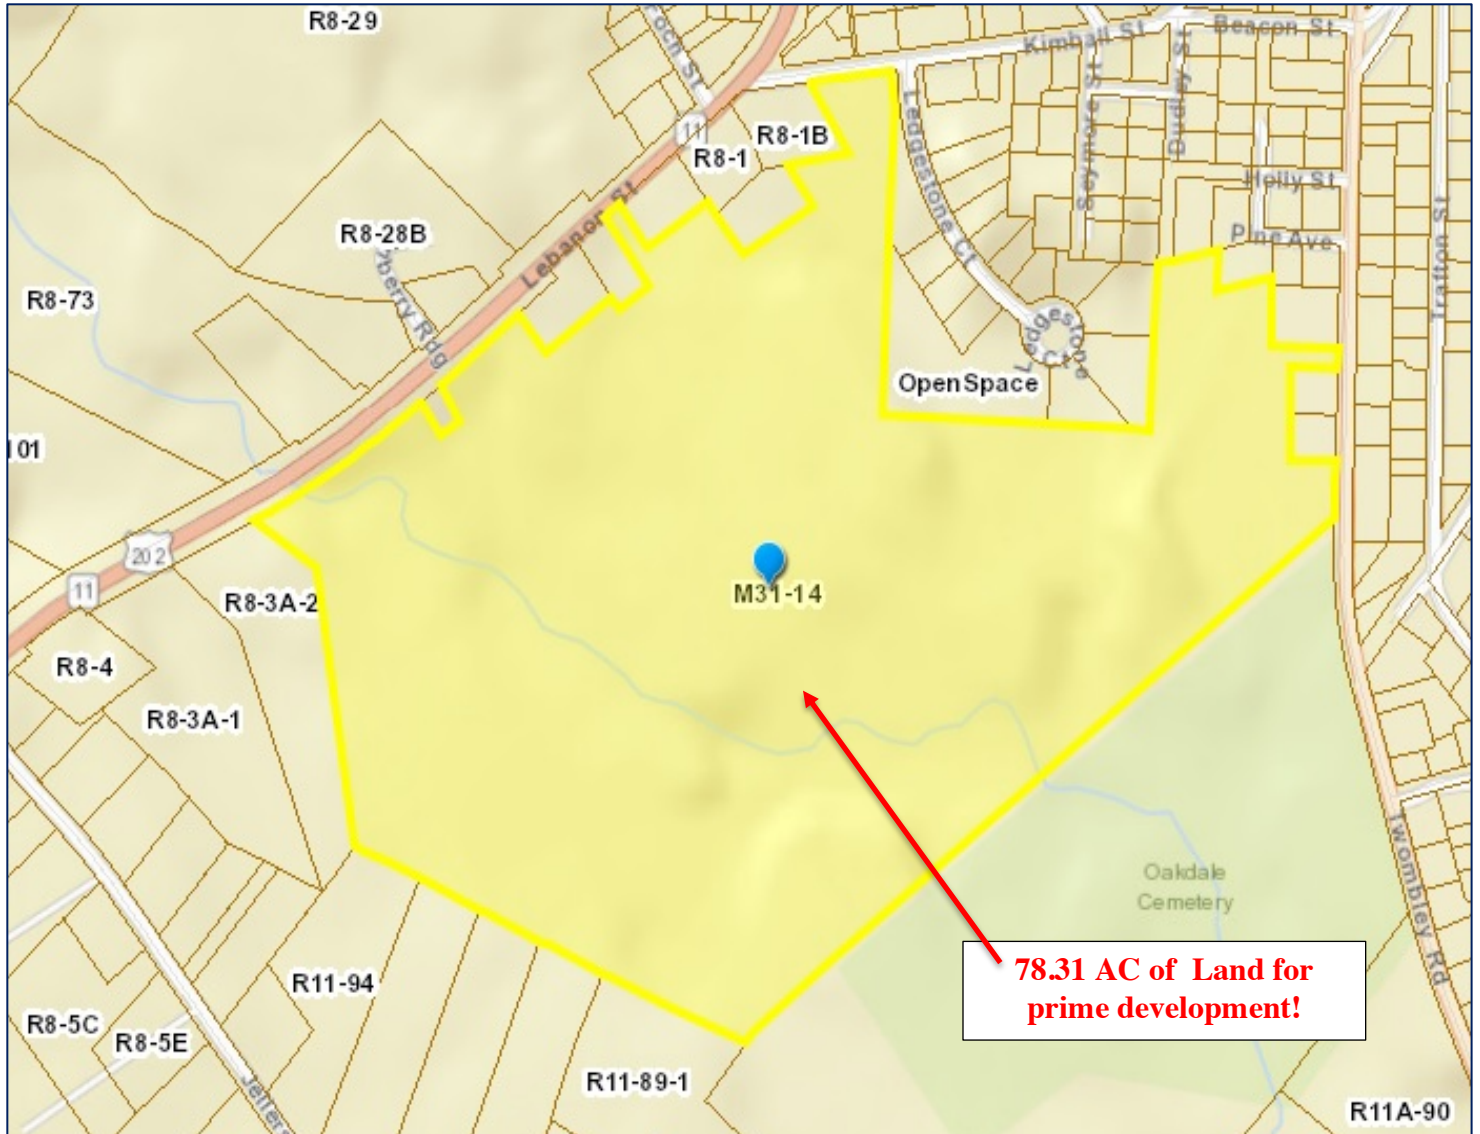 R8-29
Foch St
Kimball St
Beacon St
Dudley St
Seymore St
11
R8-1B
R8-1
Ledgestone Ct
Holly St
Pine Ave
Trafton St
R8-28B
Lebanon St
berry Rdg
R8-73
Ledgestone Ct
Open Space
101
M31-14
202
11
R8-3A-2
R8-4
R8-3A-1
Oakdale
Cemetery
Twombley Rd
78.31 AC of Land for
prime development!
R11-94
R8-5C
R8-5E
Jeffers
R11-89-1
R11A-90